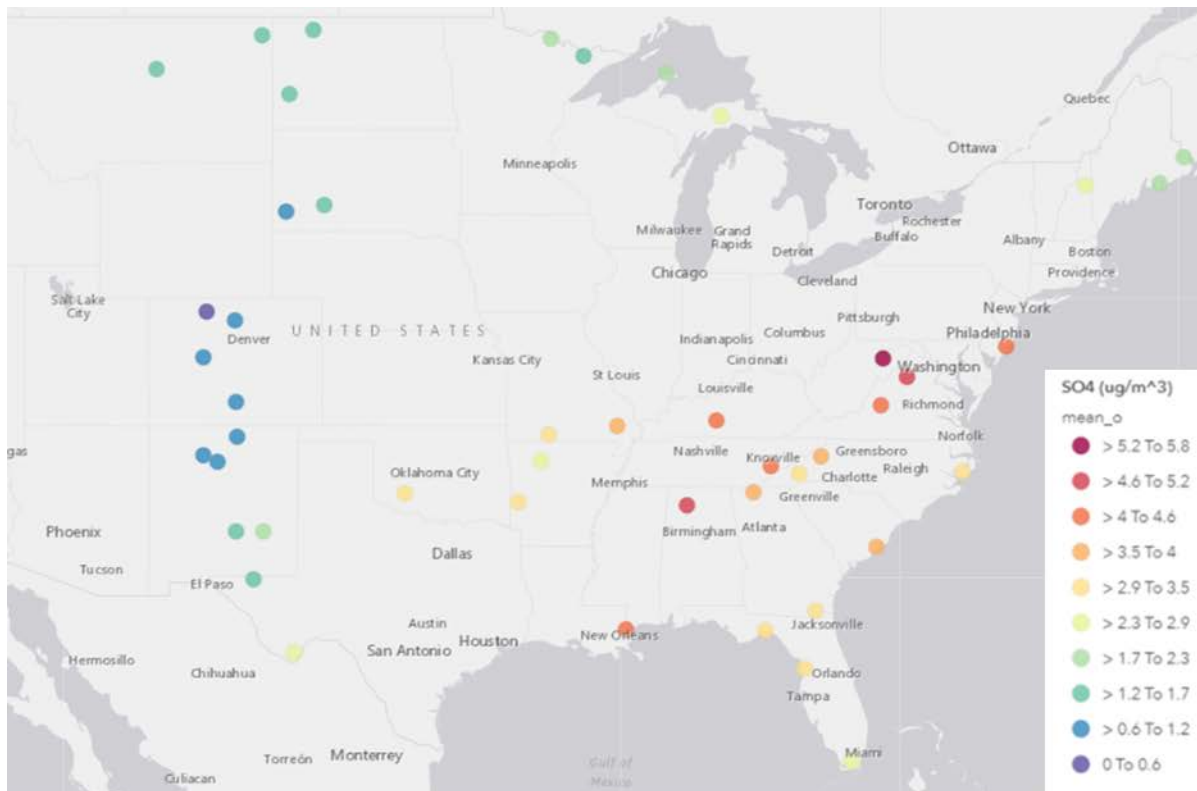 Quebec
Ottawa
Minneapolis
Toronto
Rochester
Milwaukee
Grand
Rapids
Buffalo
Albany
Detroit
Boston
Chicago
Cleveland
Providence
Salt Lake
City
New York
UNITED STATES
Denver
Pittsburgh
Philadelphia
Columbus
Indianapolis
Kansas City
Cincinnati
Washington
St Louis
Louisville
Richmond
Norfolk
gas
Nashville
Knoxville
Greensboro
Raleigh
Oklahoma City
Memphis
Charlotte
Greenville
Phoenix
Birmingham
Atlanta
Dallas
Tucson
El Paso
Austin
Jacksonville
New Orleans
Houston
San Antonio
Hermosillo
Chihuahua
Orlando
Tampa
Torreón
Monterrey
Miami
Culiacan
Gulf of
Mexico
SO4 (ug/m^3)
mean_o
> 5.2 To 5.8
> 4.6 To 5.2
> 4 To 4.6
> 3.5 To 4
> 2.9 To 3.5
> 2.3 To 2.9
> 1.7 To 2.3
> 1.2 To 1.7
> 0.6 To 1.2
0 To 0.6